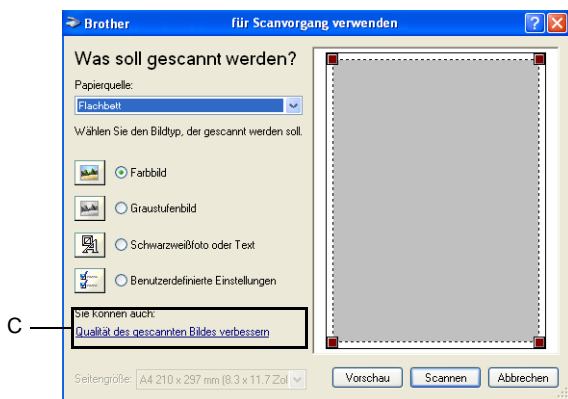 Brother für Scanvorgang verwenden
Was soll gescannt werden?
Papierquelle:
Flachbett
Wählen Sie den Bildtyp, der gescannt werden soll.
Farbbild
Graustufenbild
Schwarzweißfoto oder Text
Benutzerdefinierte Einstellungen
Sie können auch:
C
Qualität des gescannten Bildes verbessern
Seitengröße: A4 210 x 297 mm (8.3 x 11.7 Zol
Vorschau Scannen Abbrechen